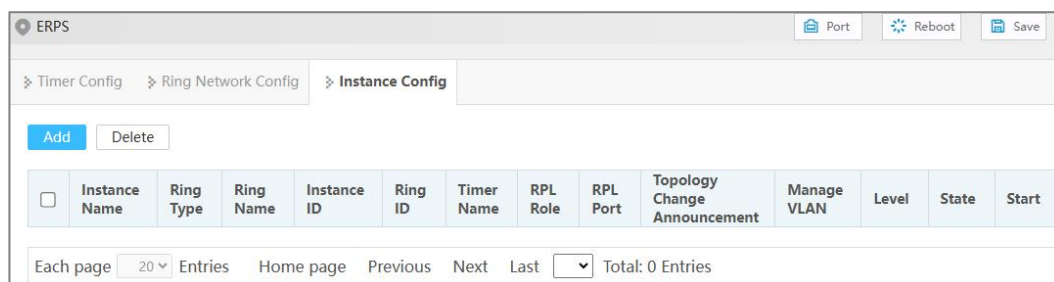 ERPS Port Reboot Save
Timer Config Ring Network Config Instance Config
Add Delete
Instance Name Ring Type Ring Name Instance ID Ring ID Timer Name RPL Role RPL Port Topology Change Announcement Manage VLAN Level State Start
Each page 20 Entries Home page Previous Next Last Total: 0 Entries